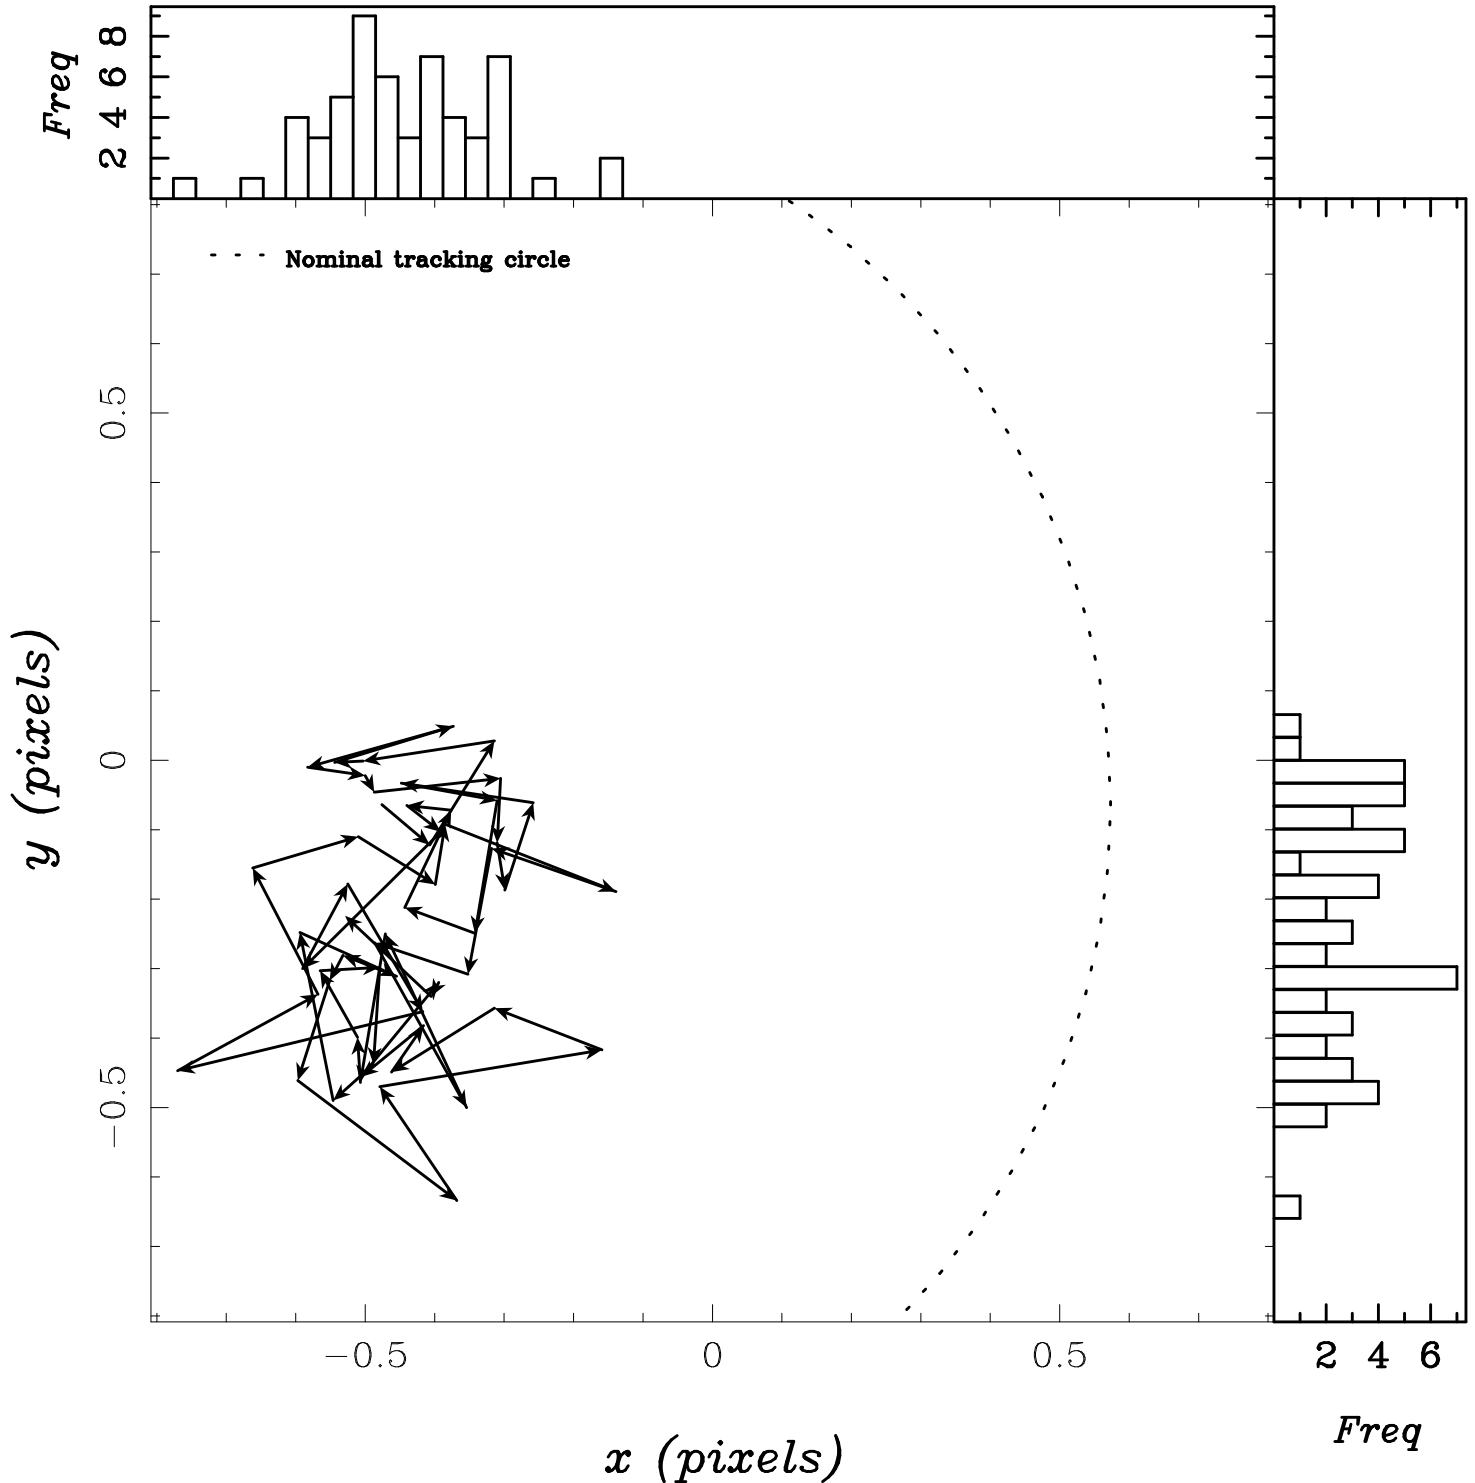 Freq
2 4 6 8
Nominal tracking circle
y (pixels)
0.5
0
−0.5
−0.5 0 0.5
x (pixels)
2 4 6
Freq